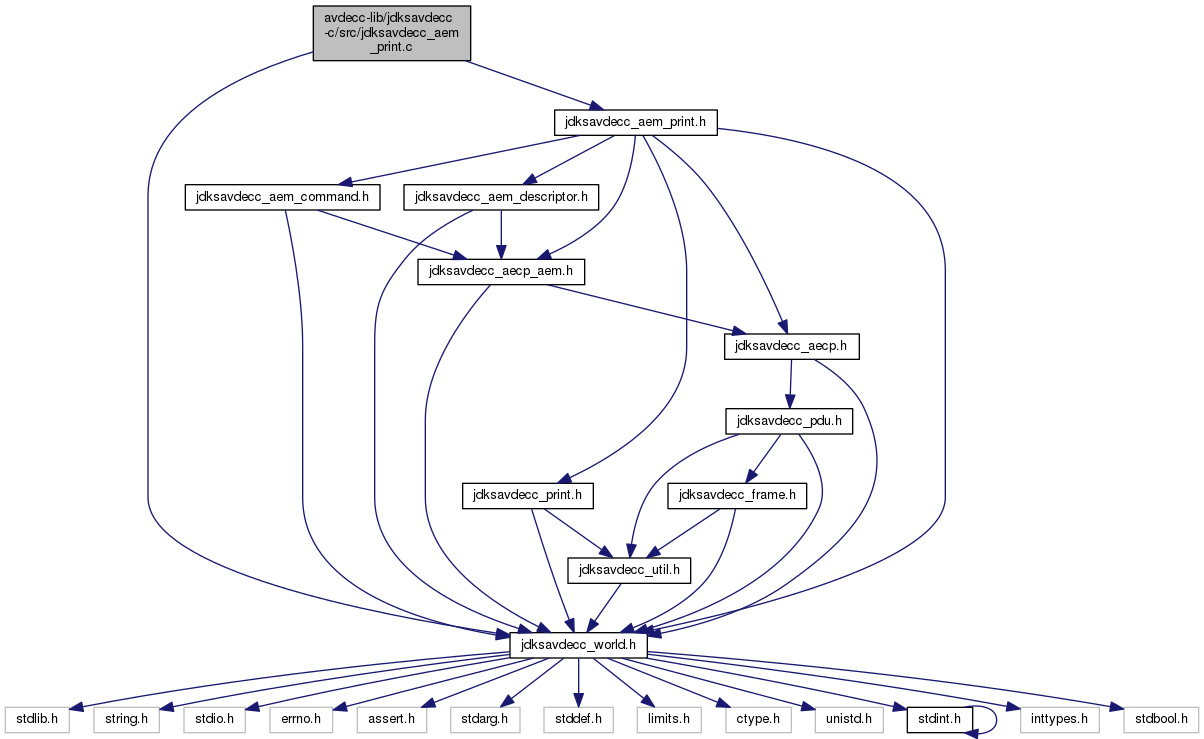 avdecc-lib/jdksavdecc
-c/src/jdksavdecc_aem
_print.c
jdksavdecc_aem_print.h
jdksavdecc_aem_command.h
jdksavdecc_aem_descriptor.h
jdksavdecc_aecp_aem.h
jdksavdecc_aecp.h
jdksavdecc_pdu.h
jdksavdecc_print.h
jdksavdecc_frame.h
jdksavdecc_util.h
jdksavdecc_world.h
stdlib.h
string.h
stdio.h
errno.h
assert.h
stdarg.h
stddef.h
limits.h
ctype.h
unistd.h
stdint.h
inttypes.h
stdbool.h